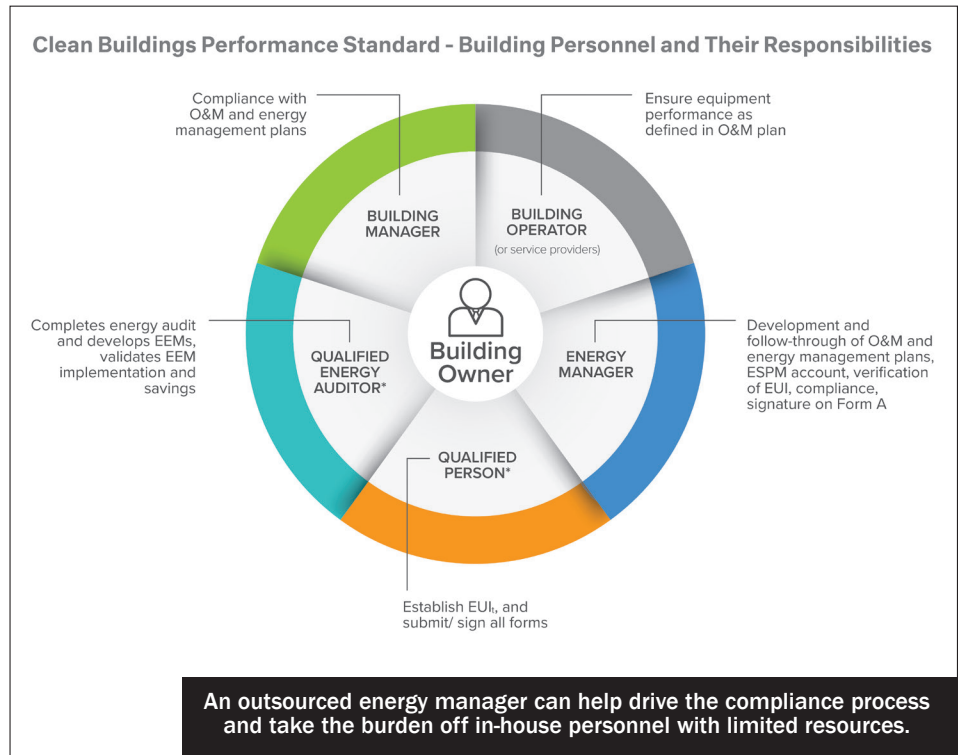 Clean Buildings Performance Standard - Building Personnel and Their Responsibilities
Compliance with
O&M and energy
management plans
Ensure equipment
performance as
defined in O&M plan
BUILDING
MANAGER
BUILDING
OPERATOR
(or service providers)
Completes energy audit
and develops EEMs,
validates EEM
implementation and
savings
QUALIFIED
ENERGY
AUDITOR*
Building
Owner
ENERGY
MANAGER
Development and
follow-through of O&M and
energy management plans,
ESPM account, verification
of EUI, compliance,
signature on Form A
QUALIFIED
PERSON*
Establish EUIₜ, and
submit/ sign all forms
An outsourced energy manager can help drive the compliance process
and take the burden off in-house personnel with limited resources.